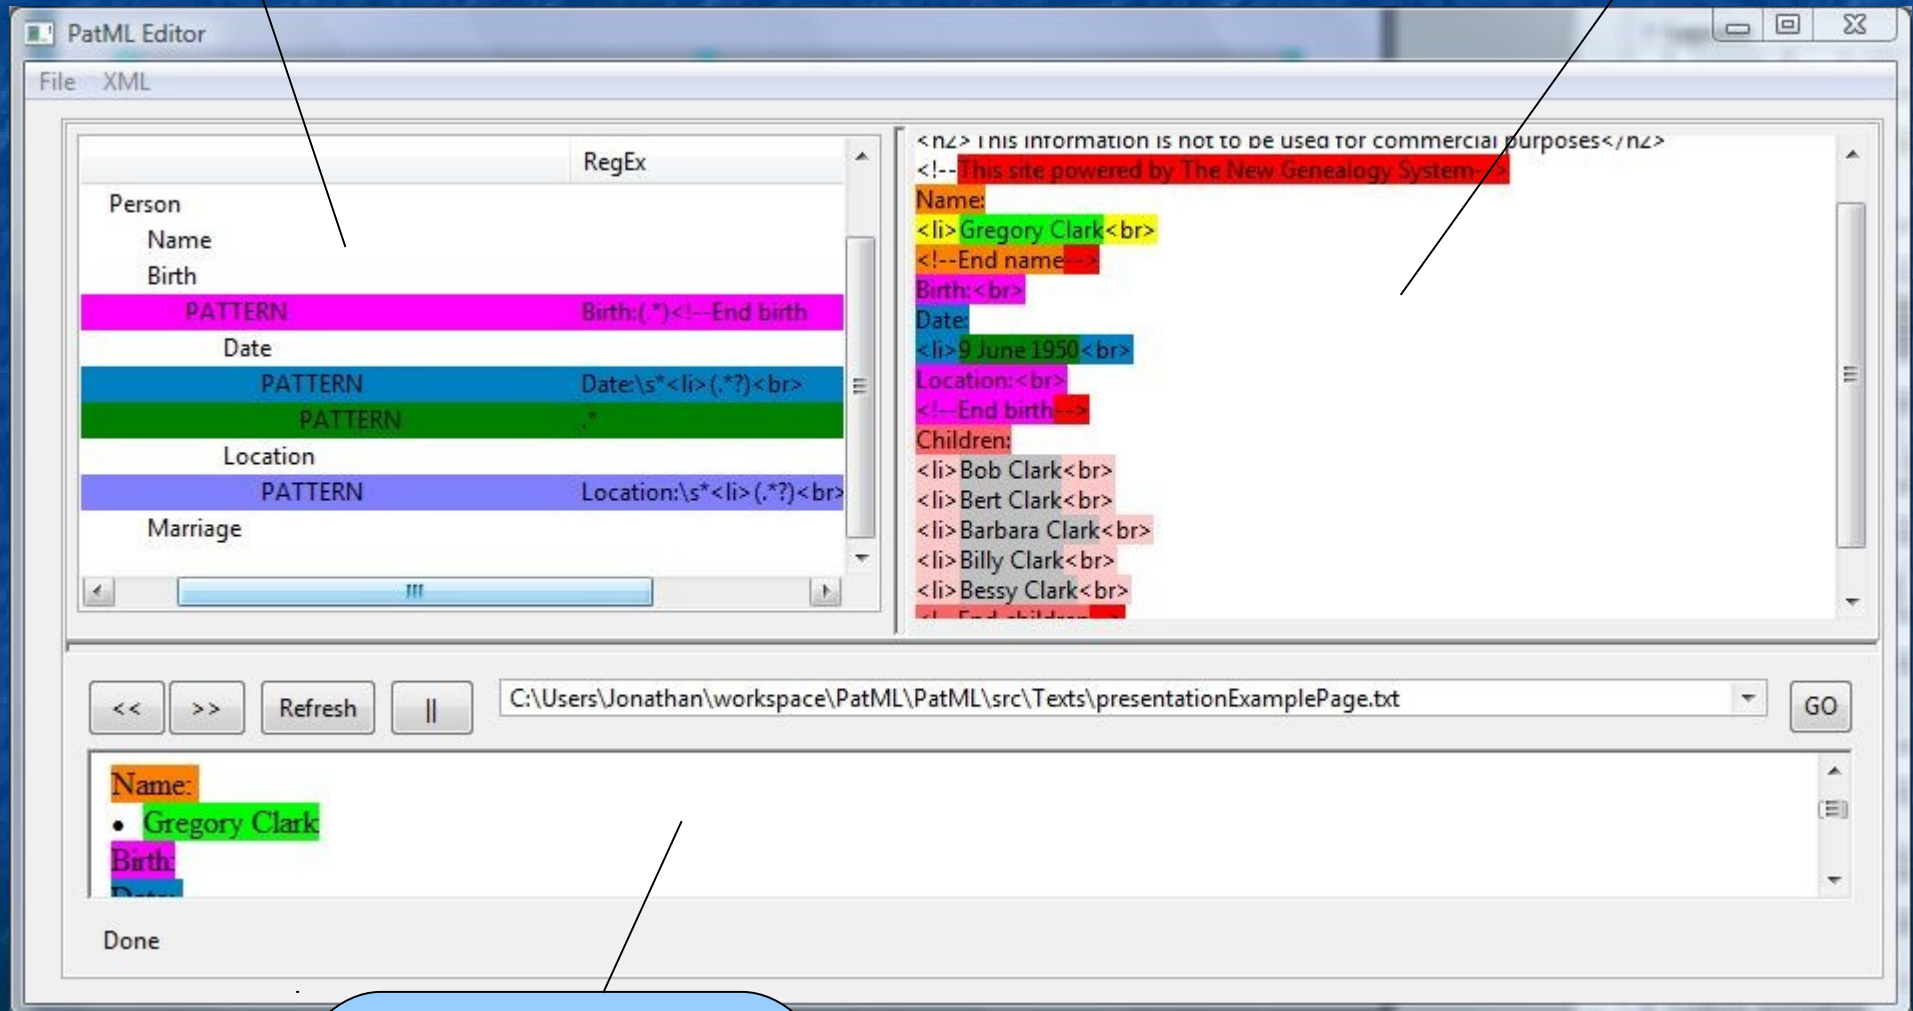 PatML Editor
File XML
RegEx
Person
Name
Birth
PATTERN Birth:(.*)<!--End birth
Date
PATTERN Date:\s*<li>(.*?)<br>
PATTERN .*
Location
PATTERN Location:\s*<li>(.*?)<br>
Marriage
<h2> This information is not to be used for commercial purposes</h2>
<!--This site powered by The New Genealogy System-->
Name:
<li>Gregory Clark<br>
<!--End name-->
Birth:<br>
Date:
<li>9 June 1950<br>
Location:<br>
<!--End birth-->
Children:
<li>Bob Clark<br>
<li>Bert Clark<br>
<li>Barbara Clark<br>
<li>Billy Clark<br>
<li>Bessy Clark<br>
<!--End children-->
<< >> Refresh || C:\Users\Jonathan\workspace\PatML\PatML\src\Texts\presentationExamplePage.txt GO
Name:
• Gregory Clark
Birth:
Date:
Done